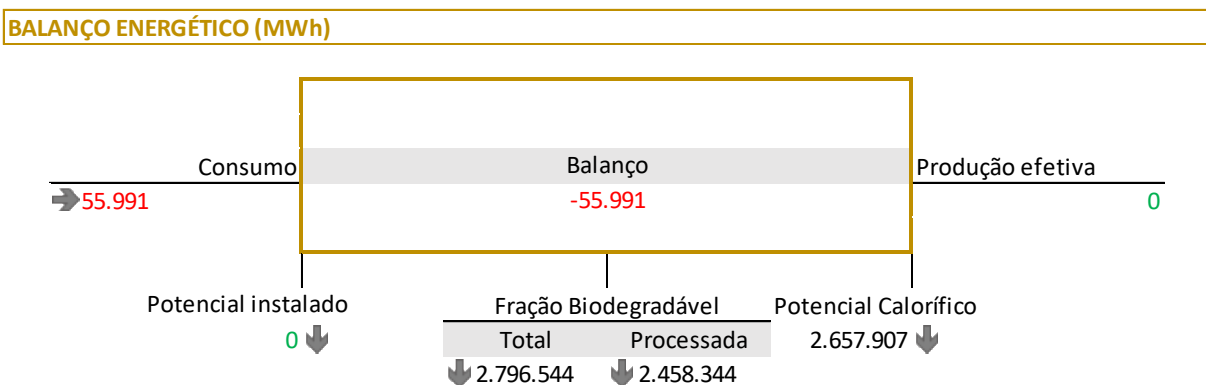 BALANÇO ENERGÉTICO (MWh)
Consumo
Balanço
Produção efetiva
55.991
-55.991
0
Potencial instalado
Fração Biodegradável
Potencial Calorífico
0
Total
Processada
2.657.907
2.796.544
2.458.344